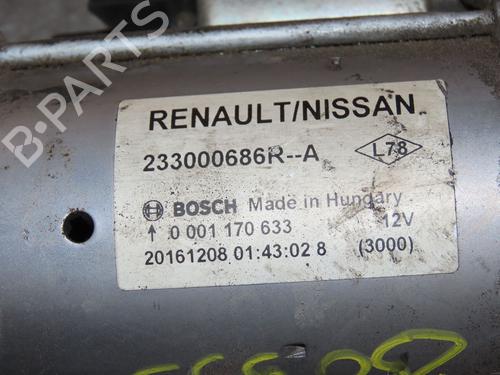 B-PARTS
RENAULT/NISSAN
233000686R--A L78
BOSCH Made in Hungary
↑ 0 001 170 633 12V
20161208 01:43:02 8 (3000)